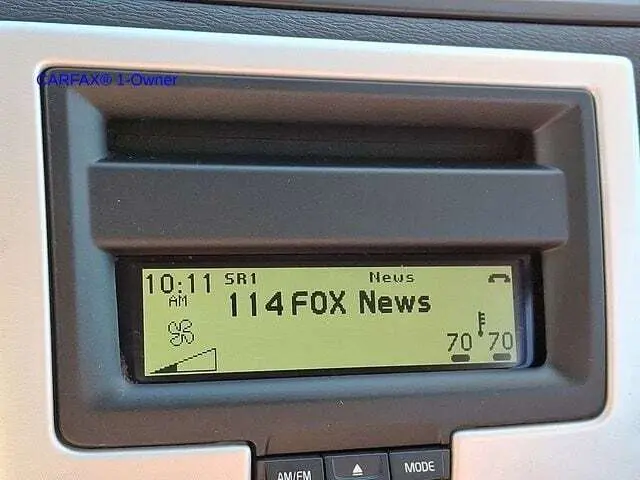 CARFAX® 1-Owner
10:11 SR1 News
AM
114 FOX News
70 70
AM/FM MODE